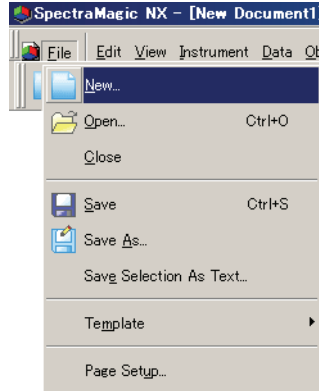 SpectraMagic NX - [New Document1
File Edit View Instrument Data Ob
New...
Open... Ctrl+O
Close
Save Ctrl+S
Save As...
Save Selection As Text...
Template
Page Setup...